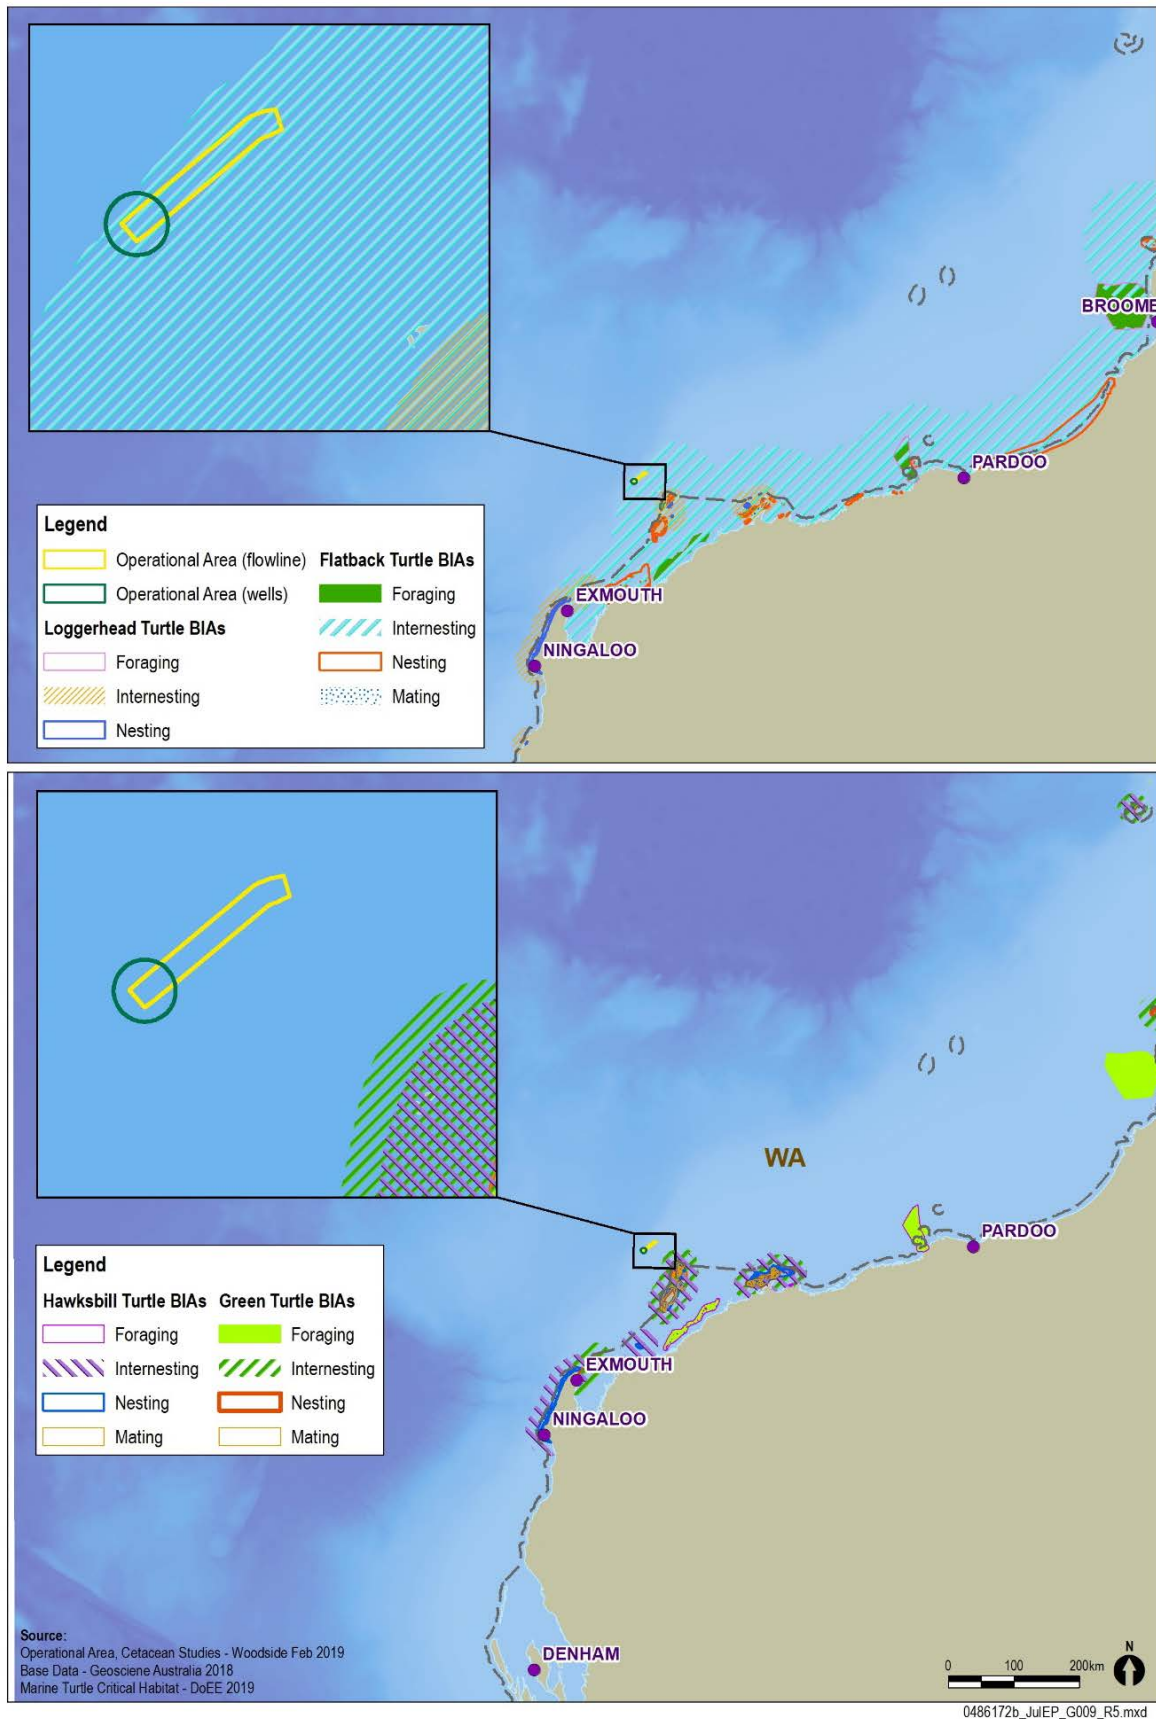 BROOME
PARDOO
EXMOUTH
NINGALOO
Legend
Operational Area (flowline)
Operational Area (wells)
Loggerhead Turtle BIAs
Foraging
Internesting
Nesting
Flatback Turtle BIAs
Foraging
Internesting
Nesting
Mating
WA
PARDOO
EXMOUTH
NINGALOO
DENHAM
Legend
Hawksbill Turtle BIAs
Foraging
Internesting
Nesting
Mating
Green Turtle BIAs
Foraging
Internesting
Nesting
Mating
Source:
Operational Area, Cetacean Studies - Woodside Feb 2019
Base Data - Geosciene Australia 2018
Marine Turtle Critical Habitat - DoEE 2019
0 100 200km
N
0486172b_JulEP_G009_R5.mxd